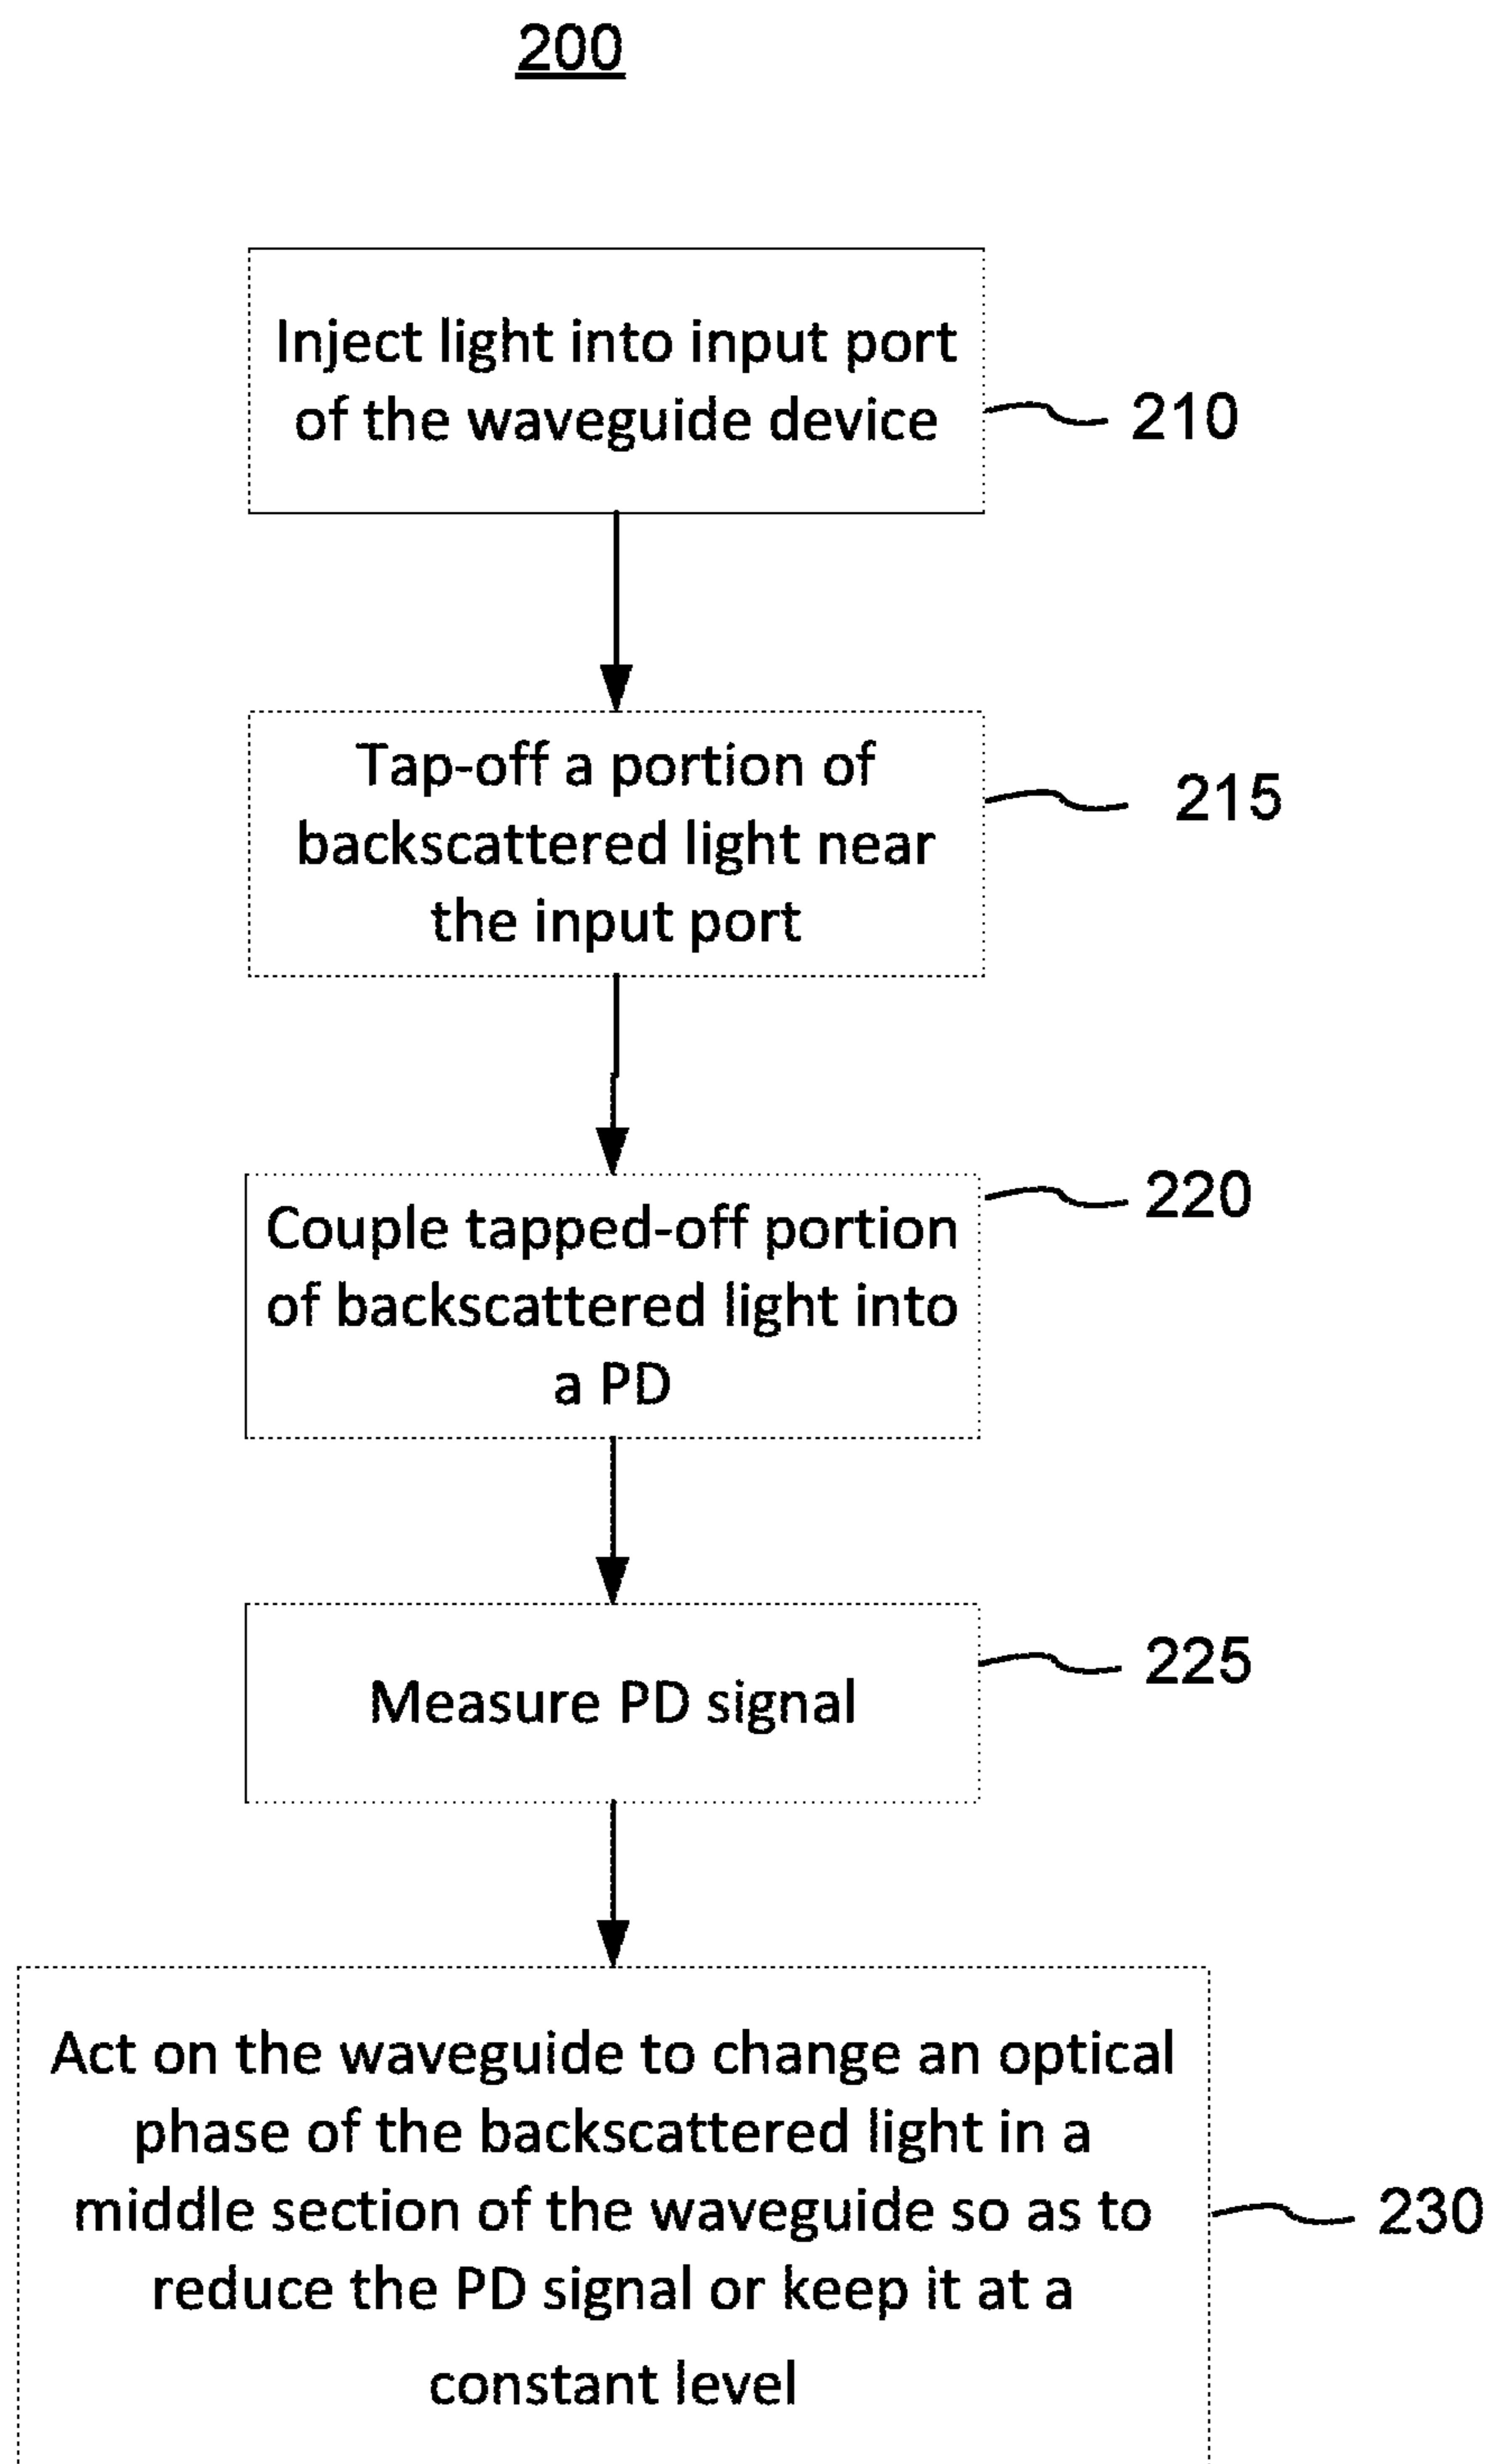 200
Inject light into input port
of the waveguide device
210
Tap-off a portion of
backscattered light near
the input port
215
Couple tapped-off portion
of backscattered light into
a PD
220
Measure PD signal
225
Act on the waveguide to change an optical
phase of the backscattered light in a
middle section of the waveguide so as to
reduce the PD signal or keep it at a
constant level
230